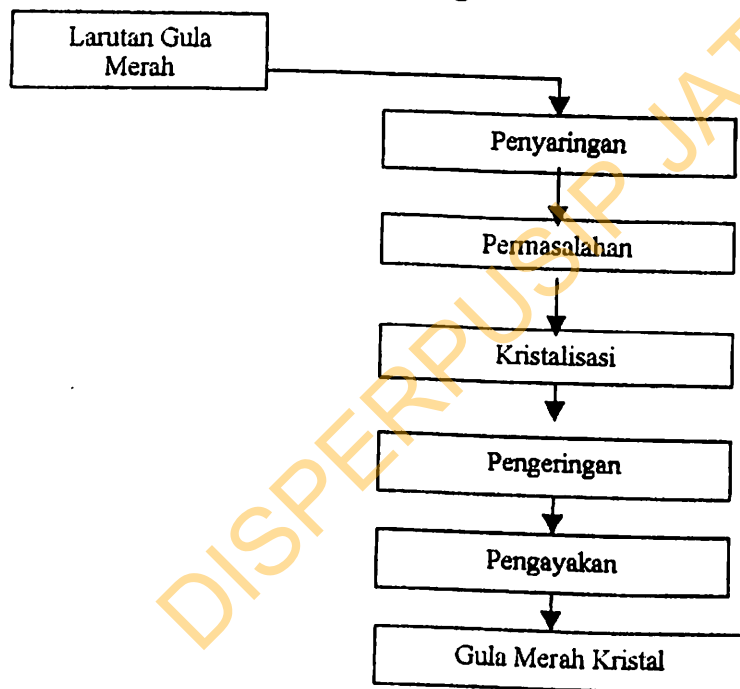 Larutan Gula
Merah
Penyaringan
Permasalahan
Kristalisasi
Pengeringan
Pengayakan
Gula Merah Kristal
DISPERPUSIP JAT